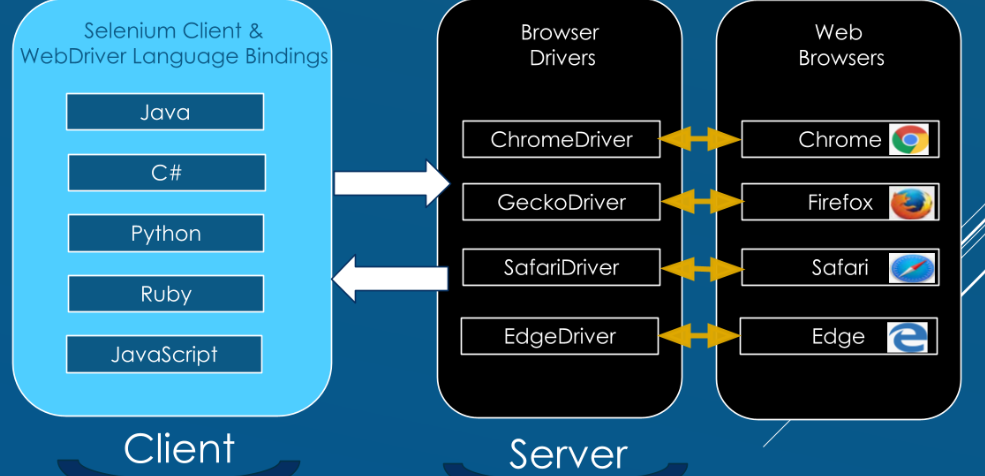 Selenium Client &
WebDriver Language Bindings
Java
C#
Python
Ruby
JavaScript
Client
Browser
Drivers
ChromeDriver
GeckoDriver
SafariDriver
EdgeDriver
Server
Web
Browsers
Chrome
Firefox
Safari
Edge